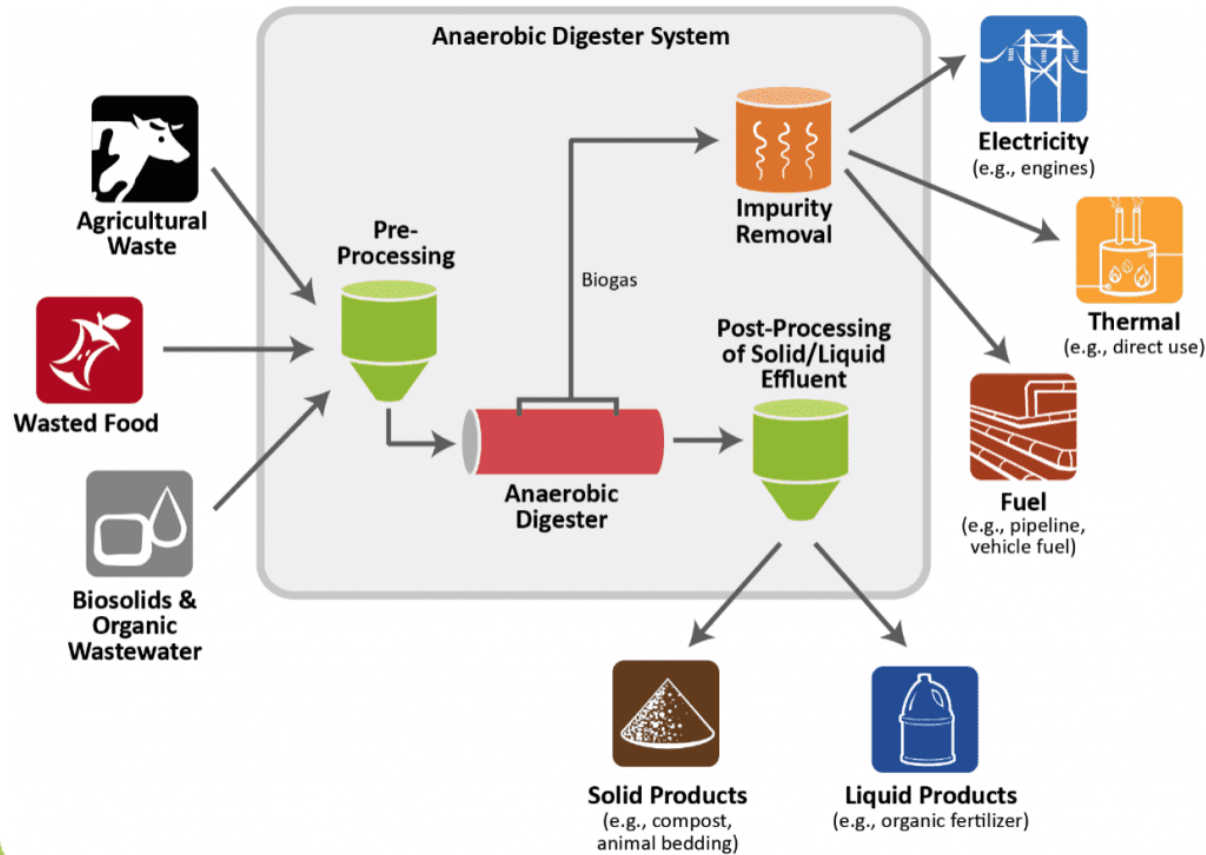 Anaerobic Digester System
Agricultural
Waste
Wasted Food
Biosolids &
Organic
Wastewater
Pre-
Processing
Biogas
Anaerobic
Digester
Impurity
Removal
Post-Processing
of Solid/Liquid
Effluent
Electricity
(e.g., engines)
Thermal
(e.g., direct use)
Fuel
(e.g., pipeline,
vehicle fuel)
Solid Products
(e.g., compost,
animal bedding)
Liquid Products
(e.g., organic fertilizer)